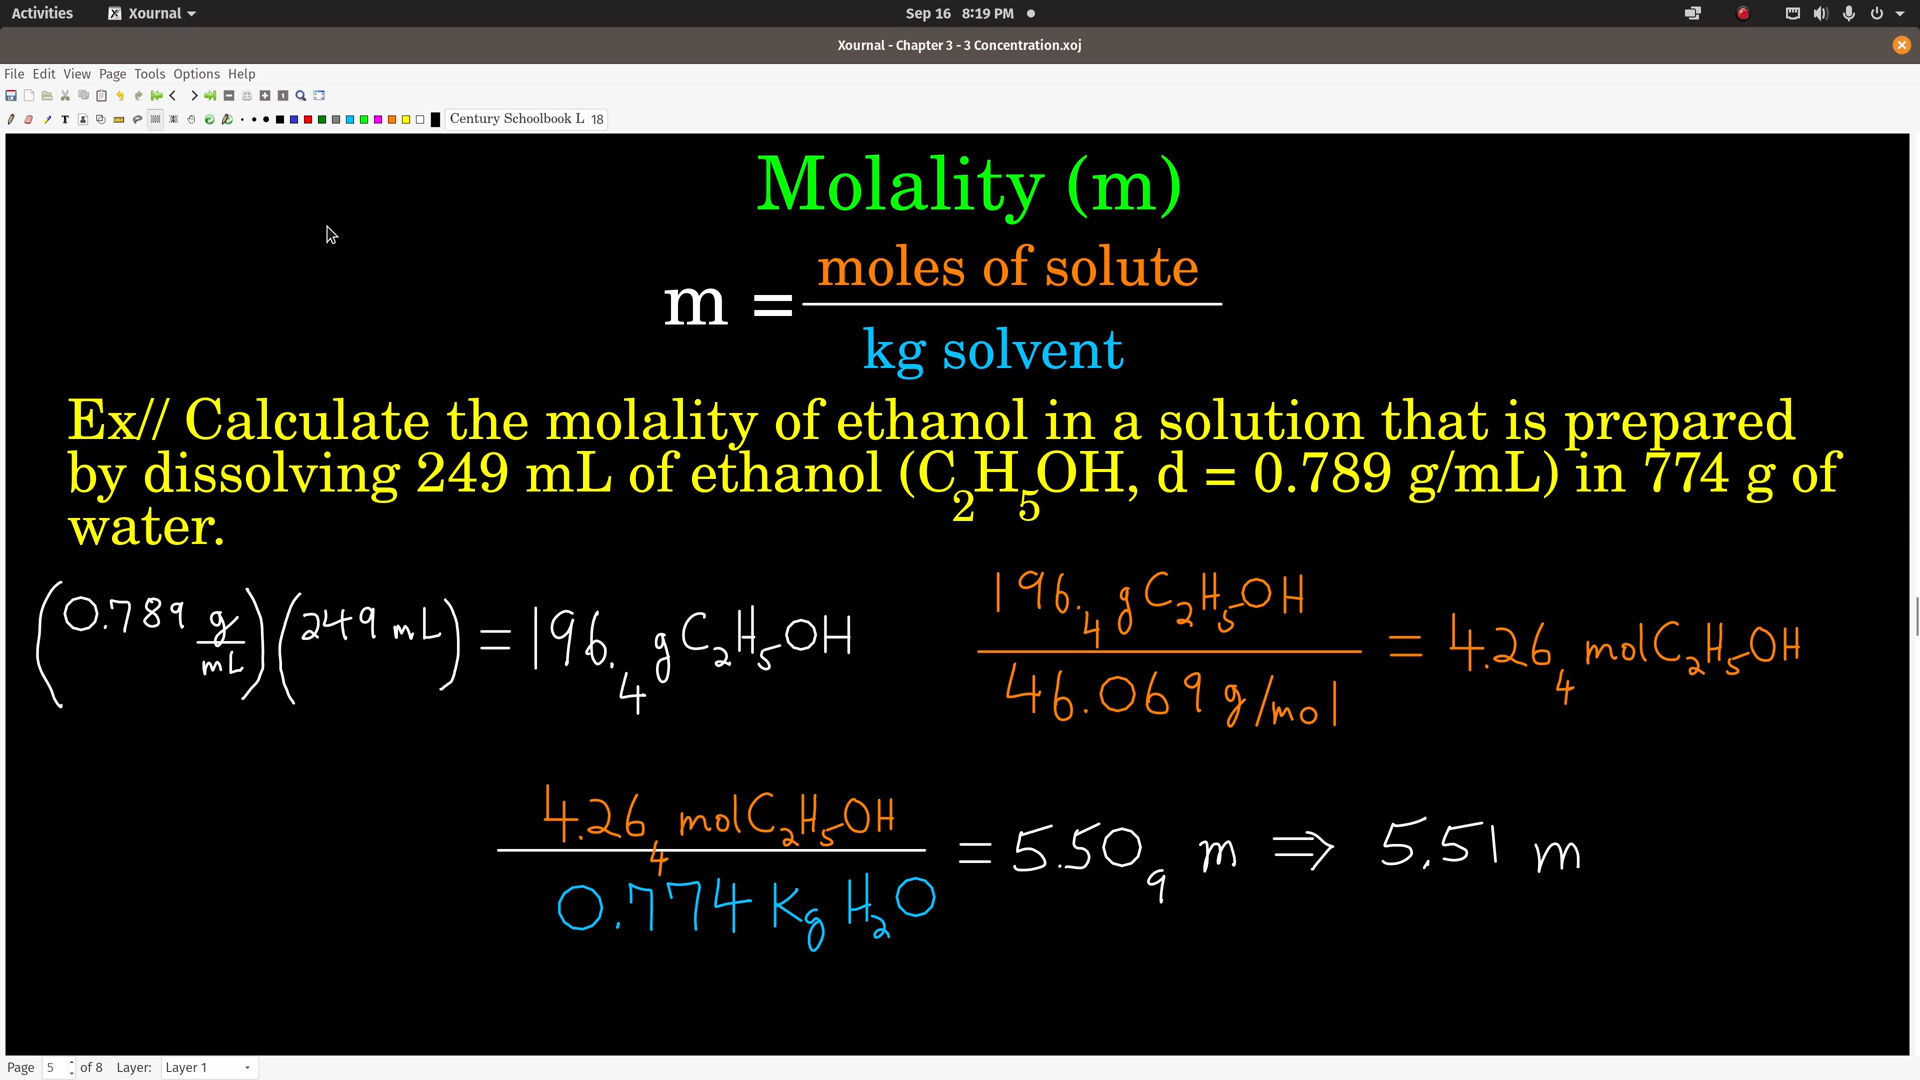 Activities Xournal Sep 16 8:19 PM
Xournal - Chapter 3 - 3 Concentration.xoj
File Edit View Page Tools Options Help
Century Schoolbook L 18
Molality (m)
m = moles of solute
kg solvent
Ex// Calculate the molality of ethanol in a solution that is prepared
by dissolving 249 mL of ethanol (C₂H₅OH, d = 0.789 g/mL) in 774 g of
water.
(0.789 g/mL)(249 mL) = 196.₄ g C₂H₅OH
196.₄ g C₂H₅OH
46.069 g/mol
= 4.26₄ mol C₂H₅OH
4.26₄ mol C₂H₅OH
0.774 Kg H₂O
= 5.50₉ m ⇒ 5.51 m
Page 5 of 8 Layer: Layer 1